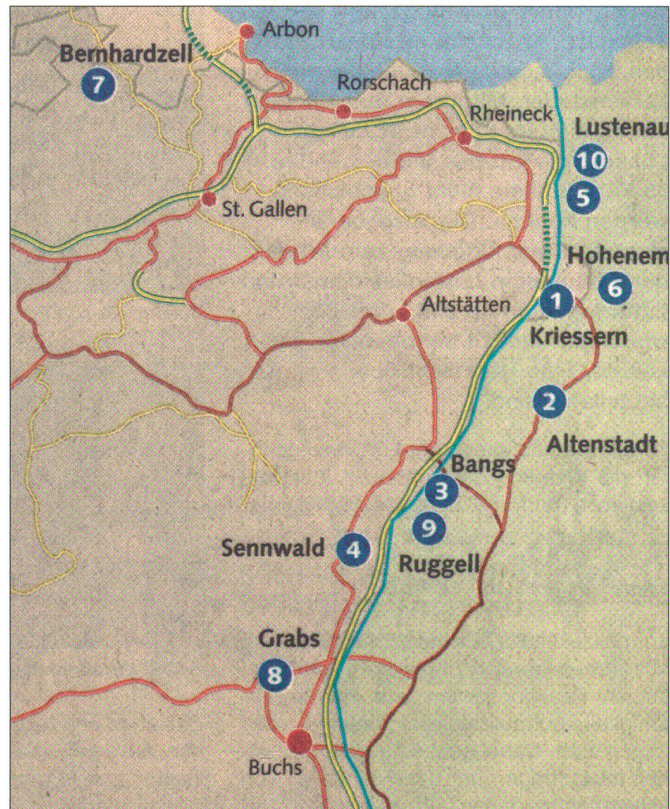 Arbon
Bernhardzell
7
Rorschach
Rheineck
Lustenau
10
5
St. Gallen
Hohenem
6
1
Altstätten
Kriessern
2
Altenstadt
Bangs
3
9
Sennwald
4
Ruggell
Grabs
8
Buchs